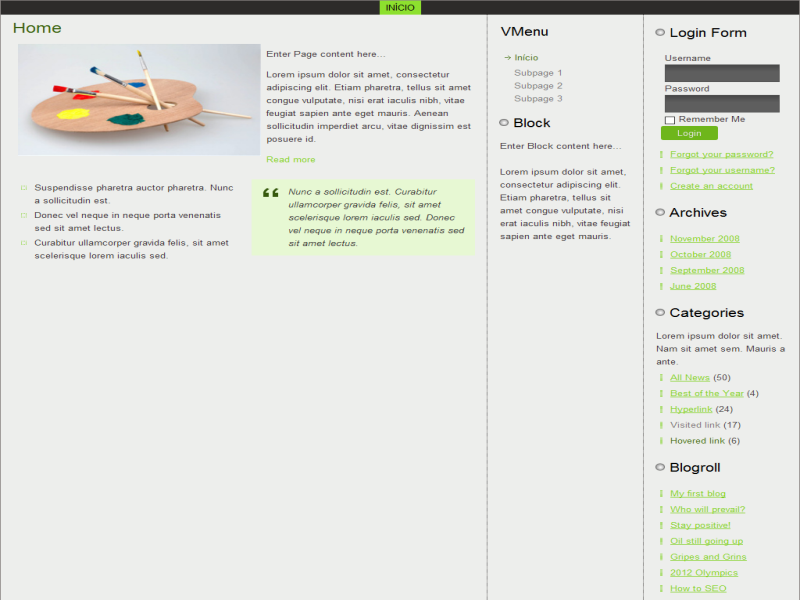 INÍCIO
Home
Enter Page content here...
Lorem ipsum dolor sit amet, consectetur
adipiscing elit. Etiam pharetra, tellus sit amet
congue vulputate, nisi erat iaculis nibh, vitae
feugiat sapien ante eget mauris. Aenean
sollicitudin imperdiet arcu, vitae dignissim est
posuere id.
Read more
Suspendisse pharetra auctor pharetra. Nunc
a sollicitudin est.
Donec vel neque in neque porta venenatis
sed sit amet lectus.
Curabitur ullamcorper gravida felis, sit amet
scelerisque lorem iaculis sed.
Nunc a sollicitudin est. Curabitur
ullamcorper gravida felis, sit amet
scelerisque lorem iaculis sed. Donec
vel neque in neque porta venenatis sed
sit amet lectus.
VMenu
Início
Subpage 1
Subpage 2
Subpage 3
Block
Enter Block content here...
Lorem ipsum dolor sit amet,
consectetur adipiscing elit.
Etiam pharetra, tellus sit
amet congue vulputate, nisi
erat iaculis nibh, vitae feugiat
sapien ante eget mauris.
Login Form
Username
Password
Remember Me
Login
Forgot your password?
Forgot your username?
Create an account
Archives
November 2008
October 2008
September 2008
June 2008
Categories
Lorem ipsum dolor sit amet.
Nam sit amet sem. Mauris a
ante.
All News (50)
Best of the Year (4)
Hyperlink (24)
Visited link (17)
Hovered link (6)
Blogroll
My first blog
Who will prevail?
Stay positive!
Oil still going up
Gripes and Grins
2012 Olympics
How to SEO